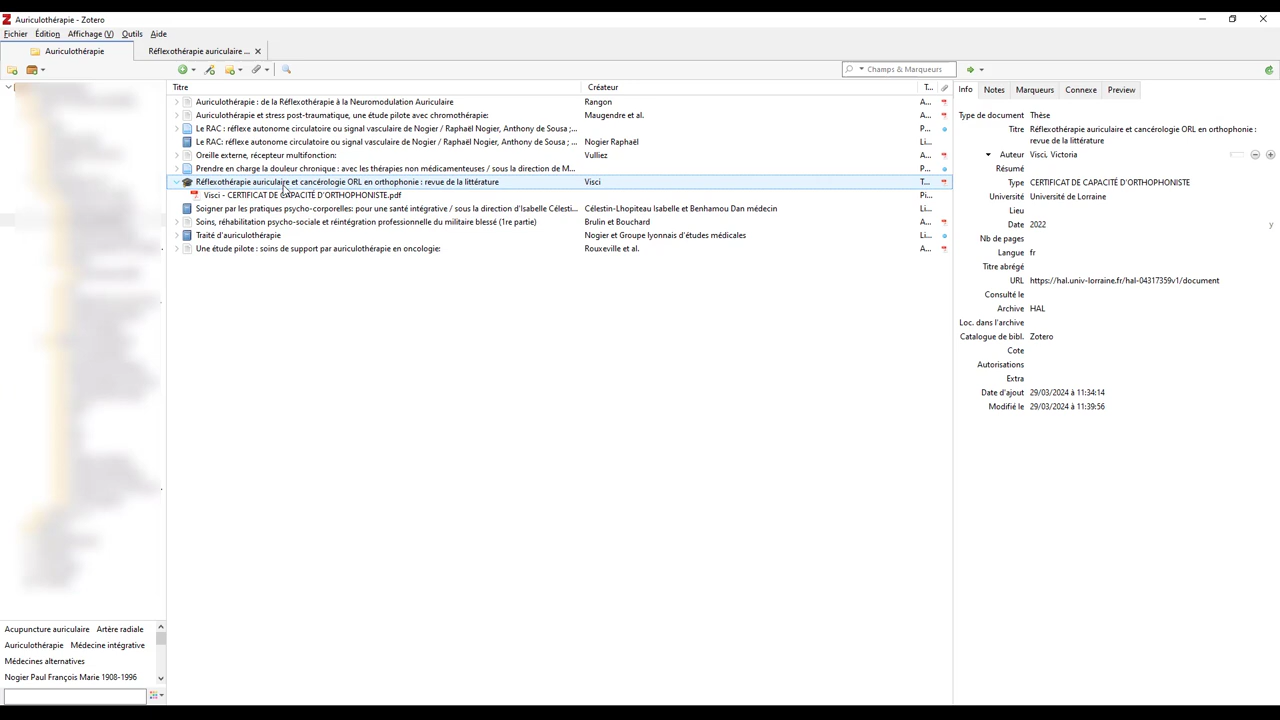 Auriculothérapie - Zotero
Fichier Édition Affichage (V) Outils Aide
Auriculothérapie Réflexothérapie auriculaire ...
Champs & Marqueurs
Titre Créateur T...
Auriculothérapie : de la Réflexothérapie à la Neuromodulation Auriculaire Rangon A...
Auriculothérapie et stress post-traumatique, une étude pilote avec chromothérapie: Maugendre et al. A...
Le RAC : réflexe autonome circulatoire ou signal vasculaire de Nogier / Raphaël Nogier, Anthony de Sousa ;... P...
Le RAC: réflexe autonome circulatoire ou signal vasculaire de Nogier / Raphaël Nogier, Anthony de Sousa ;... Nogier Raphaël Li...
Oreille externe, récepteur multifonction: Vulliez A...
Prendre en charge la douleur chronique : avec les thérapies non médicamenteuses / sous la direction de M... P...
Réflexothérapie auriculaire et cancérologie ORL en orthophonie : revue de la littérature Visci T...
Visci - CERTIFICAT DE CAPACITÉ D'ORTHOPHONISTE.pdf Pi...
Soigner par les pratiques psycho-corporelles: pour une santé intégrative / sous la direction d'Isabelle Célesti... Célestin-Lhopiteau Isabelle et Benhamou Dan médecin Li...
Soins, réhabilitation psycho-sociale et réintégration professionnelle du militaire blessé (1re partie) Brulin et Bouchard A...
Traité d'auriculothérapie Nogier et Groupe lyonnais d'études médicales Li...
Une étude pilote : soins de support par auriculothérapie en oncologie: Rouxeville et al. A...
Acupuncture auriculaire Artère radiale
Auriculothérapie Médecine intégrative
Médecines alternatives
Nogier Paul François Marie 1908-1996
Info Notes Marqueurs Connexe Preview
Type de document Thèse
Titre Réflexothérapie auriculaire et cancérologie ORL en orthophonie :
revue de la littérature
Auteur Visci, Victoria
Résumé
Type CERTIFICAT DE CAPACITÉ D'ORTHOPHONISTE
Université Université de Lorraine
Lieu
Date 2022 y
Nb de pages
Langue fr
Titre abrégé
URL https://hal.univ-lorraine.fr/hal-04317359v1/document
Consulté le
Archive HAL
Loc. dans l'archive
Catalogue de bibl. Zotero
Cote
Autorisations
Extra
Date d'ajout 29/03/2024 à 11:34:14
Modifié le 29/03/2024 à 11:39:56